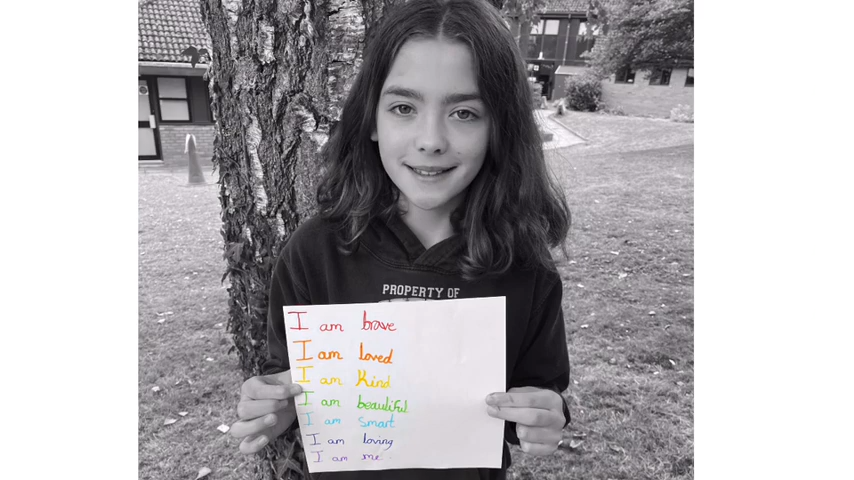 PROPERTY OF
I am brave
I am loved
I am Kind
I am beautiful
I am smart
I am loving
I am me.